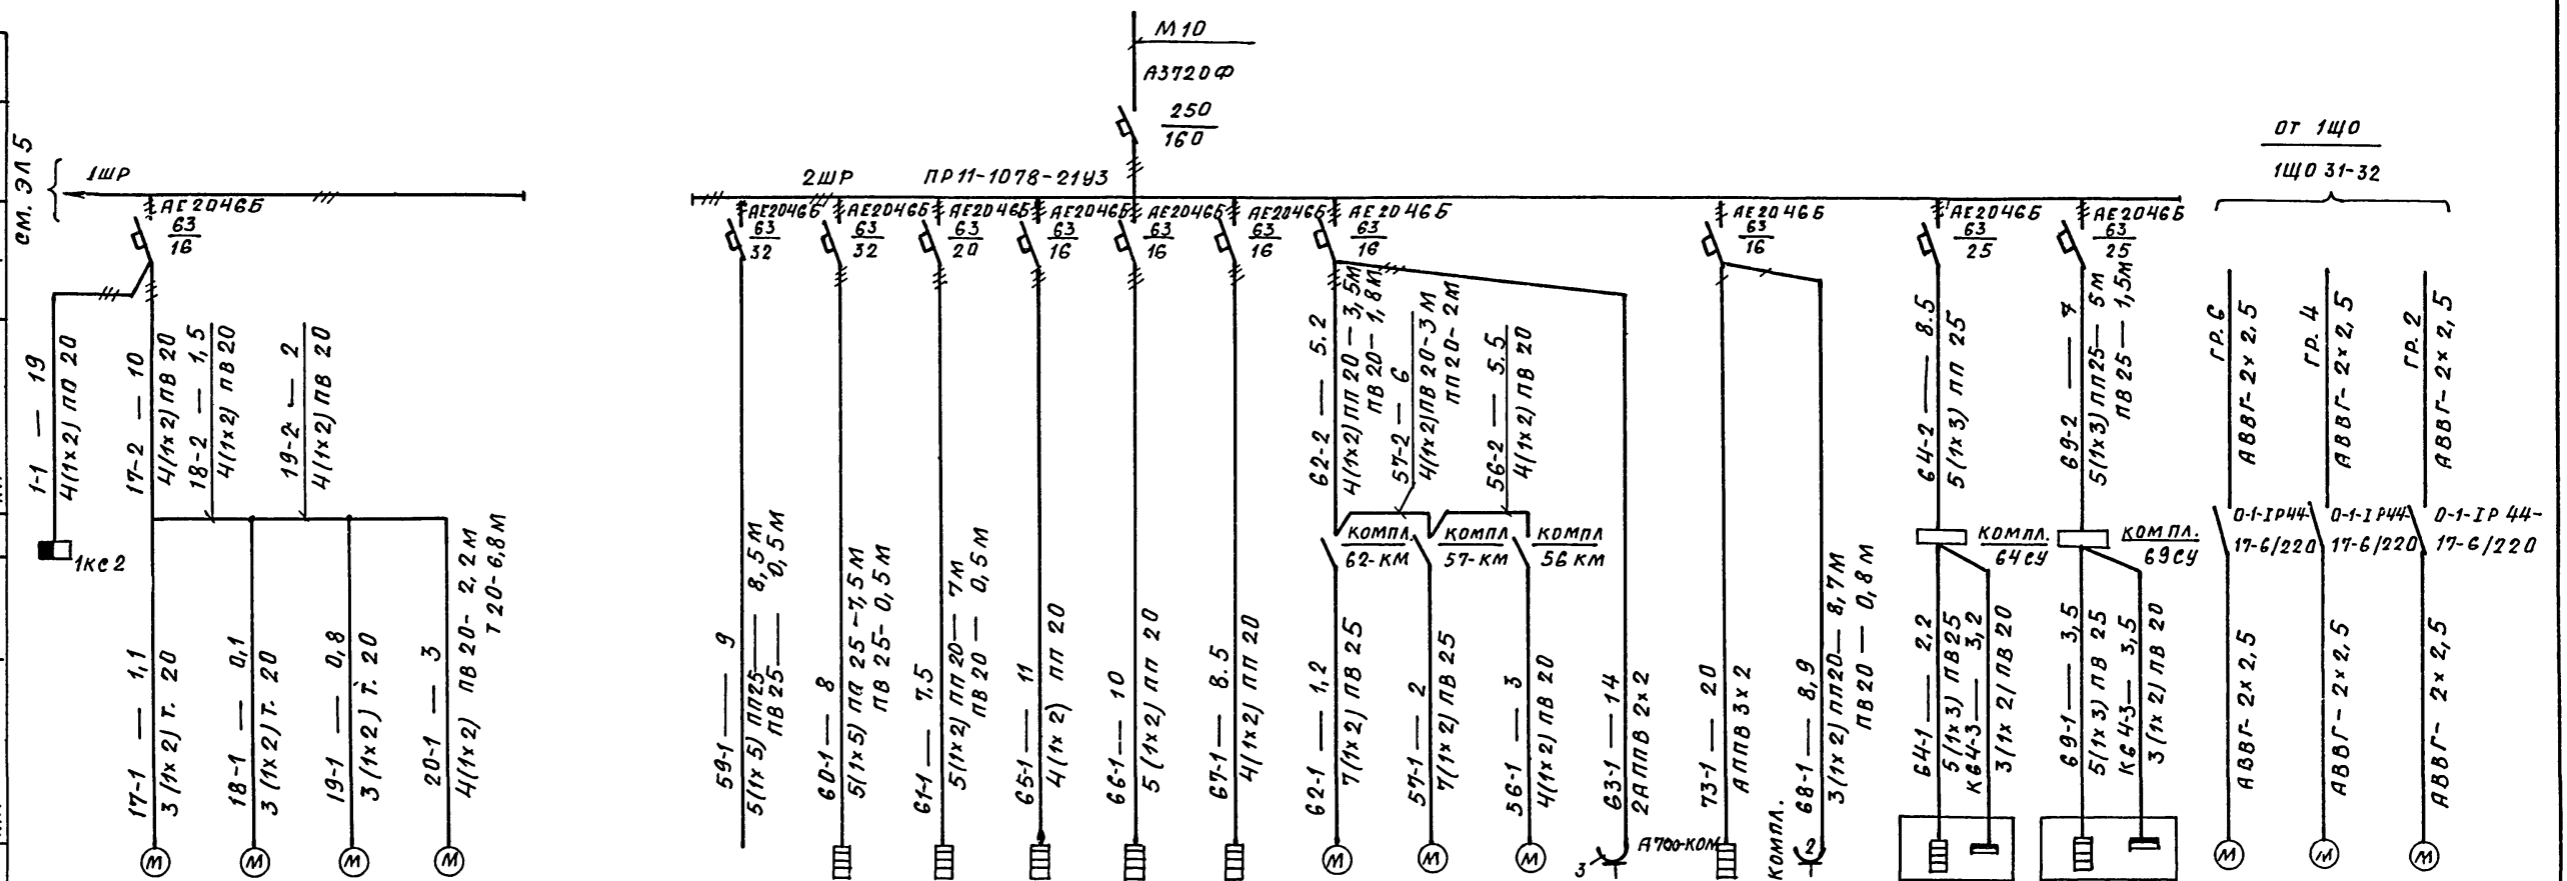 М10
А3720Ф
250
160
СМ. ЭЛ 5
1ШР
2ШР
ПР11-1078-21У3
ОТ 1ЩО
1ЩО 31-32
АЕ2046Б
63
16
АЕ2046Б
63
32
АЕ2046Б
63
32
АЕ2046Б
63
20
АЕ2046Б
63
16
АЕ2046Б
63
16
АЕ2046Б
63
16
АЕ2046Б
63
16
АЕ2046Б
63
16
АЕ2046Б
63
25
АЕ2046Б
63
25
1-1 — 19
4(1х2) ПП 20
17-2 — 10
4(1х2) ПВ 20
18-2 — 1,5
4(1х2) ПВ 20
19-2 — 2
4(1х2) ПВ 20
62-2 — 5.2
4(1х2) ПП 20 — 3,5М
ПВ 20 — 1,8М
57-2 — 6
4(1х2) ПВ 20-3М
ПП 20-2М
56-2 — 5.5
4(1х2) ПВ 20
64-2 — 8.5
5(1х3) ПП 25
69-2 — 7
5(1х3) ПП25 — 5М
ПВ 25 — 1,5М
ГР. 6
АВВГ-2х2,5
ГР. 4
АВВГ-2х2,5
ГР. 2
АВВГ-2х2,5
1КС2
КОМПЛ.
62-КМ
КОМПЛ
57-КМ
КОМПЛ
56 КМ
КОМПЛ.
64СУ
КОМПЛ.
69СУ
0-1-IP44-
17-6/220
0-1-IP44-
17-6/220
0-1-IP44-
17-6/220
17-1 — 1,1
3(1х2) Т. 20
18-1 — 0,1
3(1х2) Т. 20
19-1 — 0,8
3(1х2) Т. 20
20-1 — 3
4(1х2) ПВ 20-2,2М
Т20-6,8М
59-1 — 9
5(1х5) ПП25 — 8,5М
ПВ 25 — 0,5М
60-1 — 8
5(1х5) ПП 25-7,5М
ПВ 25-0,5М
61-1 — 7.5
5(1х2) ПП 20 — 7М
ПВ 20 — 0,5М
65-1 — 11
4(1х2) ПП 20
66-1 — 10
5(1х2) ПП 20
67-1 — 8.5
4(1х2) ПП 20
62-1 — 1,2
7(1х2) ПВ 25
57-1 — 2
7(1х2) ПВ 25
56-1 — 3
4(1х2) ПВ 20
63-1 — 14
2АППВ 2х2
73-1 — 20
АППВ 3х2
68-1 — 8,9
3(1х2) ПП20 — 8,7М
ПВ20 — 0,8М
64-1 — 2,2
5(1х3) ПВ25
К64-3 — 3,2
3(1х2) ПВ 20
69-1 — 3,5
5(1х3) ПВ 25
К64-3 — 3,5
3(1х2) ПВ 20
АВВГ-2х2,5
АВВГ-2х2,5
АВВГ-2х2,5
М
М
М
М
М
М
М
3
А700-КОМ
КОМПЛ.
2
М
М
М